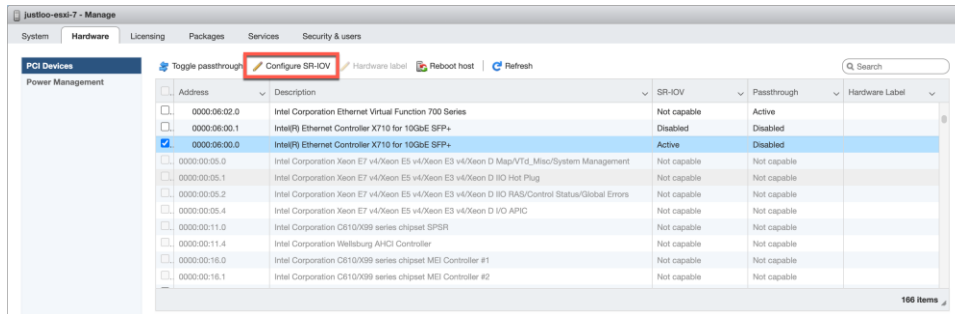 justloo-esxi-7 - Manage
System Hardware Licensing Packages Services Security & users
PCI Devices
Power Management
Toggle passthrough Configure SR-IOV Hardware label Reboot host Refresh Search
Address Description SR-IOV Passthrough Hardware Label
0000:06:02.0 Intel Corporation Ethernet Virtual Function 700 Series Not capable Active
0000:06:00.1 Intel(R) Ethernet Controller X710 for 10GbE SFP+ Disabled Disabled
0000:06:00.0 Intel(R) Ethernet Controller X710 for 10GbE SFP+ Active Disabled
0000:00:05.0 Intel Corporation Xeon E7 v4/Xeon E5 v4/Xeon E3 v4/Xeon D Map/VTd_Misc/System Management Not capable Not capable
0000:00:05.1 Intel Corporation Xeon E7 v4/Xeon E5 v4/Xeon E3 v4/Xeon D IIO Hot Plug Not capable Not capable
0000:00:05.2 Intel Corporation Xeon E7 v4/Xeon E5 v4/Xeon E3 v4/Xeon D IIO RAS/Control Status/Global Errors Not capable Not capable
0000:00:05.4 Intel Corporation Xeon E7 v4/Xeon E5 v4/Xeon E3 v4/Xeon D I/O APIC Not capable Not capable
0000:00:11.0 Intel Corporation C610/X99 series chipset SPSR Not capable Not capable
0000:00:11.4 Intel Corporation Wellsburg AHCI Controller Not capable Not capable
0000:00:16.0 Intel Corporation C610/X99 series chipset MEI Controller #1 Not capable Not capable
0000:00:16.1 Intel Corporation C610/X99 series chipset MEI Controller #2 Not capable Not capable
166 items